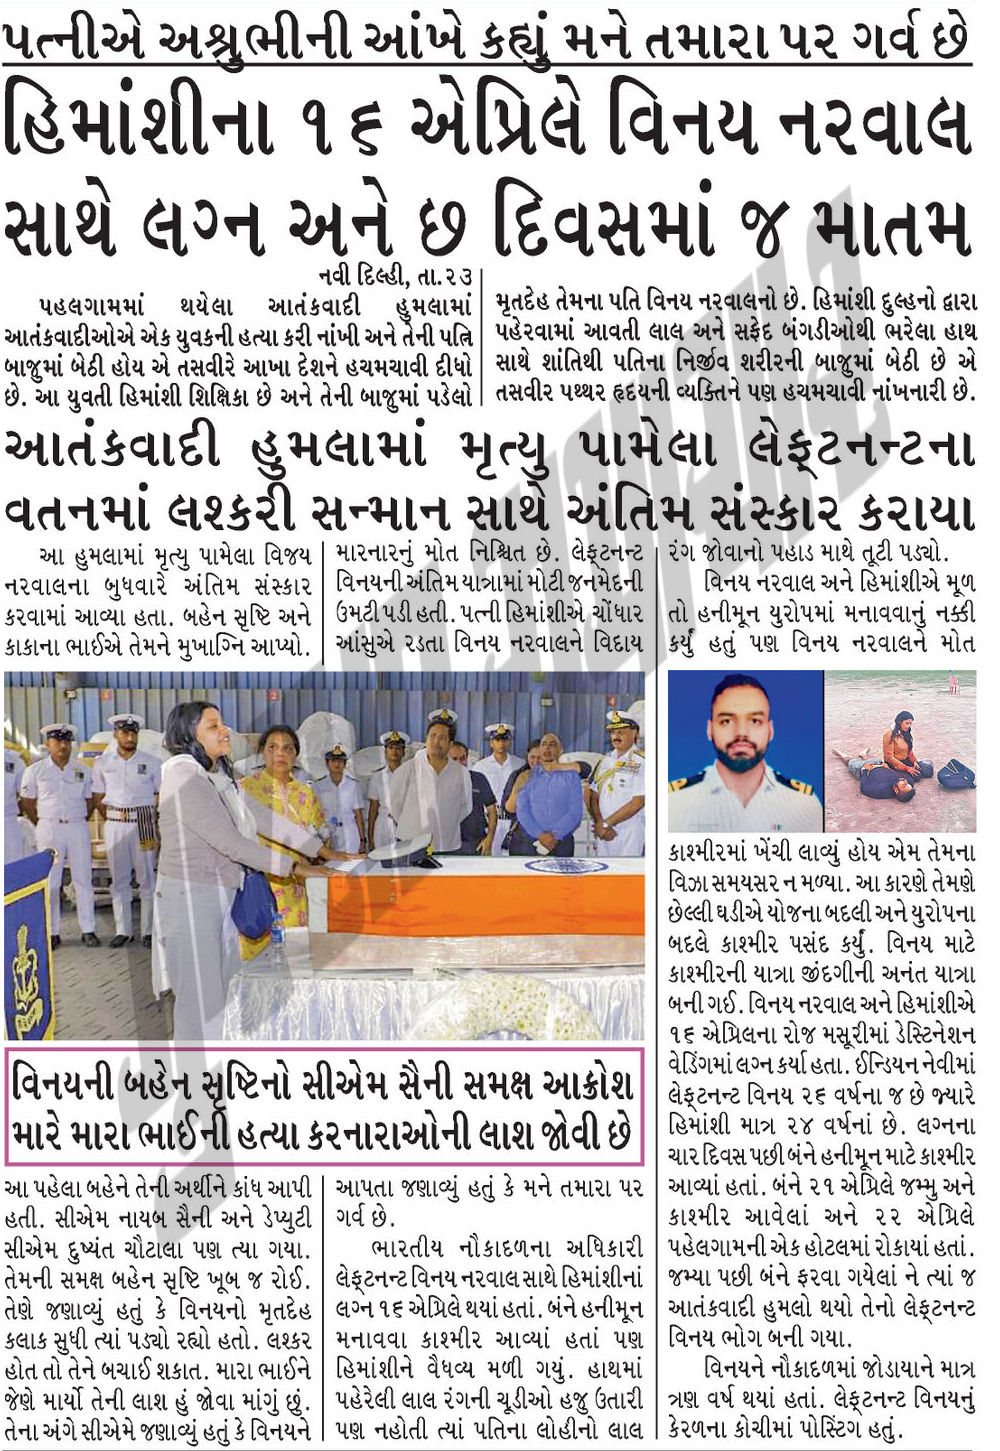 પત્નીએ અશ્રુભીની આંખે કહ્યું મને તમારા પર ગર્વ છે
હિમાંશીના ૧૬ એપ્રિલે વિનય નરવાલ
સાથે લગ્ન અને છ દિવસમાં જ માતમ
નવી દિલ્હી, તા.૨૩
પહલગામમાં થયેલા આતંકવાદી હુમલામાં
આતંકવાદીઓએ એક યુવકની હત્યા કરી નાંખી અને તેની પત્નિ
બાજુમાં બેઠી હોય એ તસવીરે આખા દેશને હચમચાવી દીધો
છે. આ યુવતી હિમાંશી શિક્ષિકા છે અને તેની બાજુમાં પડેલો
મૃતદેહ તેમના પતિ વિનય નરવાલનો છે. હિમાંશી દુલ્હનો દ્વારા
પહેરવામાં આવતી લાલ અને સફેદ બંગડીઓથી ભરેલા હાથ
સાથે શાંતિથી પતિના નિર્જીવ શરીરની બાજુમાં બેઠી છે એ
તસવીર પથ્થર હૃદયની વ્યક્તિને પણ હચમચાવી નાંખનારી છે.
આતંકવાદી હુમલામાં મૃત્યુ પામેલા લેફ્ટનન્ટના
વતનમાં લશ્કરી સન્માન સાથે અંતિમ સંસ્કાર કરાયા
આ હુમલામાં મૃત્યુ પામેલા વિજય
નરવાલના બુધવારે અંતિમ સંસ્કાર
કરવામાં આવ્યા હતા. બહેન સૃષ્ટિ અને
કાકાના ભાઈએ તેમને મુખાગ્નિ આપ્યો.
વિનયની બહેન સૃષ્ટિનો સીએમ સૈની સમક્ષ આક્રોશ
મારે મારા ભાઈની હત્યા કરનારાઓની લાશ જોવી છે
આ પહેલા બહેને તેની અર્થીને કાંધ આપી
હતી. સીએમ નાયબ સૈની અને ડેપ્યુટી
સીએમ દુષ્યંત ચૌટાલા પણ ત્યા ગયા.
તેમની સમક્ષ બહેન સૃષ્ટિ ખૂબ જ રોઈ.
તેણે જણાવ્યું હતું કે વિનયનો મૃતદેહ
કલાક સુધી ત્યાં પડ્યો રહ્યો હતો. લશ્કર
હોત તો તેને બચાઈ શકાત. મારા ભાઈને
જેણે માર્યો તેની લાશ હું જોવા માંગું છું.
તેના અંગે સીએમે જણાવ્યું હતું કે વિનયને
મારનારનું મોત નિશ્ચિત છે. લેફ્ટનન્ટ
વિનયની અંતિમ યાત્રામાં મોટી જનમેદની
ઉમટી પડી હતી. પત્ની હિમાંશીએ ચોંધાર
આંસુએ રડતા વિનય નરવાલને વિદાય
આપતા જણાવ્યું હતું કે મને તમારા પર
ગર્વ છે.
ભારતીય નૌકાદળના અધિકારી
લેફ્ટનન્ટ વિનય નરવાલ સાથે હિમાંશીનાં
લગ્ન ૧૬ એપ્રિલે થયાં હતાં. બંને હનીમૂન
મનાવવા કાશ્મીર આવ્યાં હતાં પણ
હિમાંશીને વૈધવ્ય મળી ગયું. હાથમાં
પહેરેલી લાલ રંગની ચૂડીઓ હજુ ઉતારી
પણ નહોતી ત્યાં પતિના લોહીનો લાલ
રંગ જોવાનો પહાડ માથે તૂટી પડ્યો.
વિનય નરવાલ અને હિમાંશીએ મૂળ
તો હનીમૂન યુરોપમાં મનાવવાનું નક્કી
કર્યું હતું પણ વિનય નરવાલને મોત
કાશ્મીરમાં ખેંચી લાવ્યું હોય એમ તેમના
વિઝા સમયસર ન મળ્યા. આ કારણે તેમણે
છેલ્લી ઘડીએ યોજના બદલી અને યુરોપના
બદલે કાશ્મીર પસંદ કર્યું. વિનય માટે
કાશ્મીરની યાત્રા જીંદગીની અનંત યાત્રા
બની ગઈ. વિનય નરવાલ અને હિમાંશીએ
૧૬ એપ્રિલના રોજ મસૂરીમાં ડેસ્ટિનેશન
વેડિંગમાં લગ્ન કર્યા હતા. ઈન્ડિયન નેવીમાં
લેફ્ટનન્ટ વિનય ૨૬ વર્ષના જ છે જ્યારે
હિમાંશી માત્ર ૨૪ વર્ષનાં છે. લગ્નના
ચાર દિવસ પછી બંને હનીમૂન માટે કાશ્મીર
આવ્યાં હતાં. બંને ૨૧ એપ્રિલે જમ્મુ અને
કાશ્મીર આવેલાં અને ૨૨ એપ્રિલે
પહેલગામની એક હોટલમાં રોકાયાં હતાં.
જમ્યા પછી બંને ફરવા ગયેલાં ને ત્યાં જ
આતંકવાદી હુમલો થયો તેનો લેફ્ટનન્ટ
વિનય ભોગ બની ગયા.
વિનયને નૌકાદળમાં જોડાયાને માત્ર
ત્રણ વર્ષ થયાં હતાં. લેફ્ટનન્ટ વિનયનું
કેરળના કોચીમાં પોસ્ટિંગ હતું.